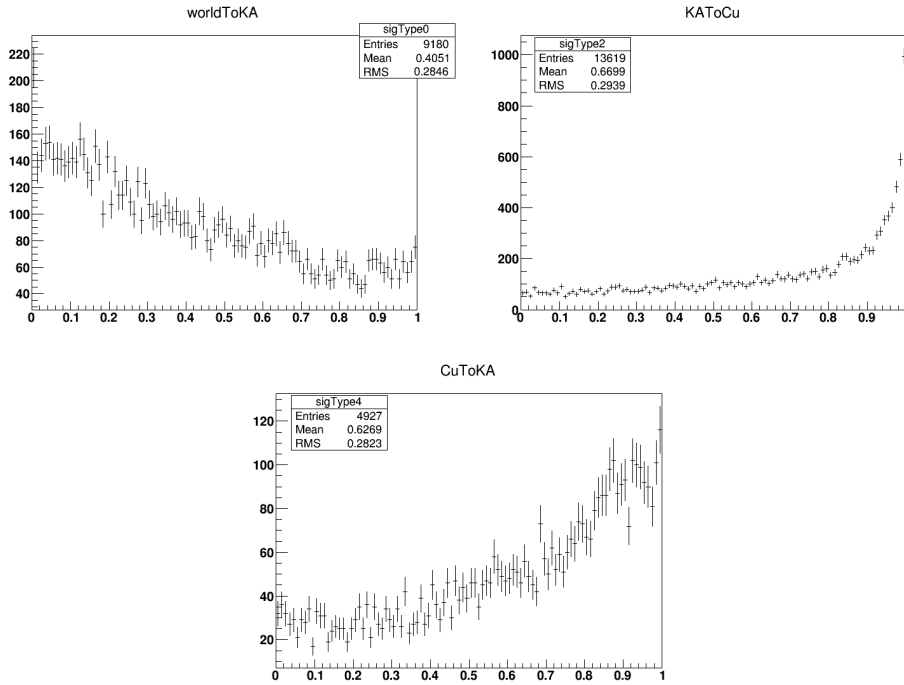 worldToKA
sigType0
Entries 9180
Mean 0.4051
RMS 0.2846
220
200
180
160
140
120
100
80
60
40
0 0.1 0.2 0.3 0.4 0.5 0.6 0.7 0.8 0.9 1
KAToCu
sigType2
Entries 13619
Mean 0.6699
RMS 0.2939
1000
800
600
400
200
0
0 0.1 0.2 0.3 0.4 0.5 0.6 0.7 0.8 0.9
CuToKA
sigType4
Entries 4927
Mean 0.6269
RMS 0.2823
120
100
80
60
40
20
0 0.1 0.2 0.3 0.4 0.5 0.6 0.7 0.8 0.9 1